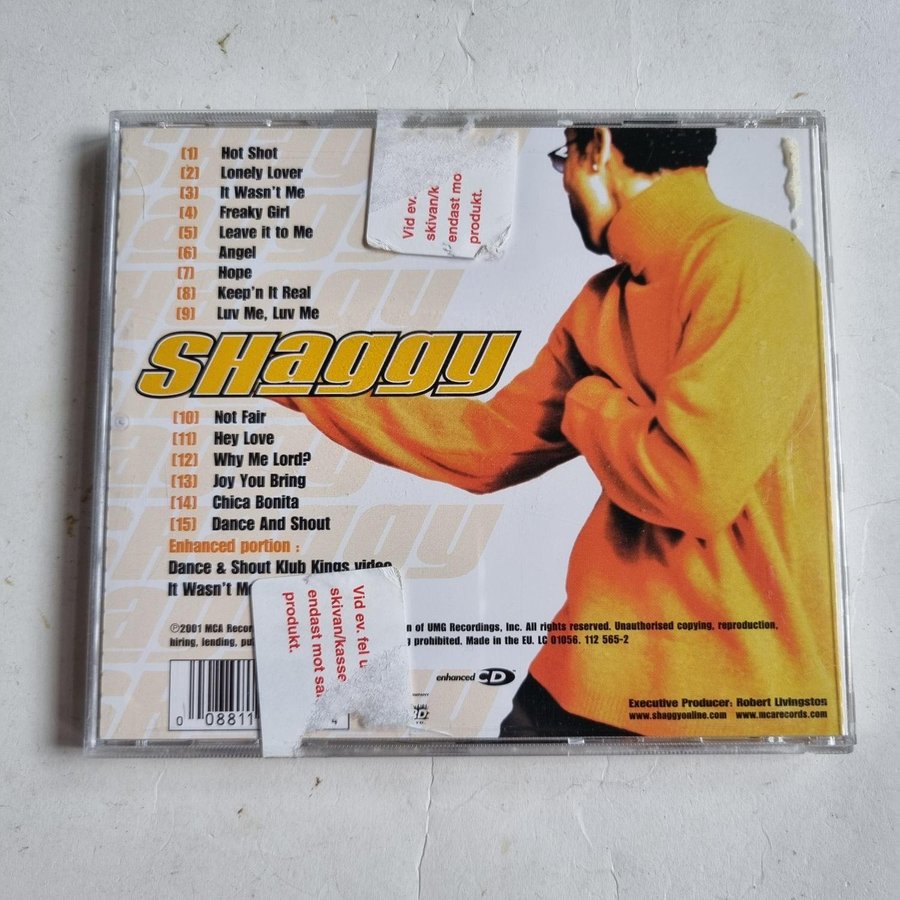 (1) Hot Shot
(2) Lonely Lover
(3) It Wasn't Me
(4) Freaky Girl
(5) Leave it to Me
(6) Angel
(7) Hope
(8) Keep'n It Real
(9) Luv Me, Luv Me
Vid ev.
skivan/k
endast mo
produkt.
SHaggy
(10) Not Fair
(11) Hey Love
(12) Why Me Lord?
(13) Joy You Bring
(14) Chica Bonita
(15) Dance And Shout
Enhanced portion :
Dance & Shout Klub Kings video
It Wasn't Me
Vid ev. fel u
skivan/kasse
endast mot sa
produkt.
℗2001 MCA Recor n of UMG Recordings, Inc. All rights reserved. Unauthorised copying, reproduction,
hiring, lending, pu g prohibited. Made in the EU. LC 01056. 112 565-2
0 08811 4
enhanced CD
Executive Producer: Robert Livingston
www.shaggyonline.com www.mcarecords.com